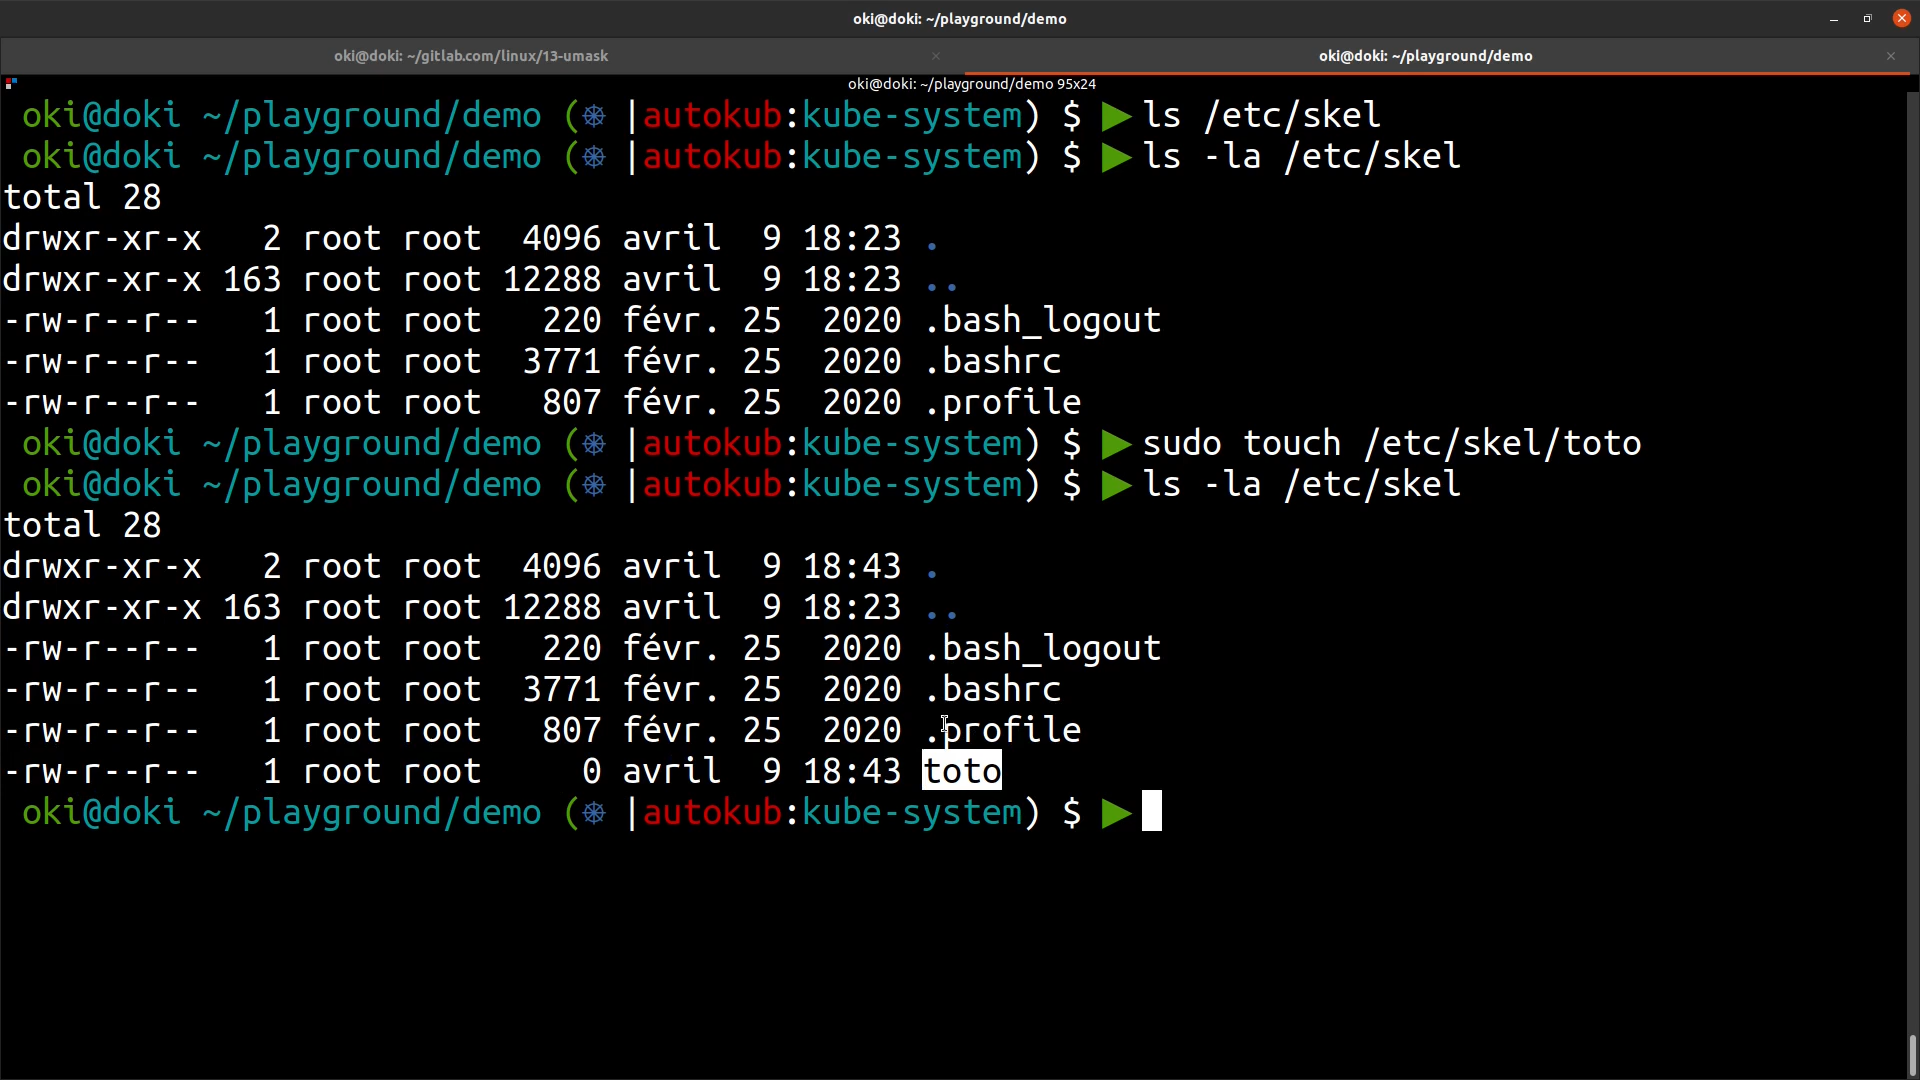 oki@doki: ~/playground/demo
oki@doki: ~/gitlab.com/linux/13-umask
oki@doki: ~/playground/demo
oki@doki: ~/playground/demo 95x24
oki@doki ~/playground/demo (⎈ |autokub:kube-system) $ ▶ ls /etc/skel
oki@doki ~/playground/demo (⎈ |autokub:kube-system) $ ▶ ls -la /etc/skel
total 28
drwxr-xr-x   2 root root  4096 avril  9 18:23 .
drwxr-xr-x 163 root root 12288 avril  9 18:23 ..
-rw-r--r--   1 root root   220 févr. 25  2020 .bash_logout
-rw-r--r--   1 root root  3771 févr. 25  2020 .bashrc
-rw-r--r--   1 root root   807 févr. 25  2020 .profile
oki@doki ~/playground/demo (⎈ |autokub:kube-system) $ ▶ sudo touch /etc/skel/toto
oki@doki ~/playground/demo (⎈ |autokub:kube-system) $ ▶ ls -la /etc/skel
total 28
drwxr-xr-x   2 root root  4096 avril  9 18:43 .
drwxr-xr-x 163 root root 12288 avril  9 18:23 ..
-rw-r--r--   1 root root   220 févr. 25  2020 .bash_logout
-rw-r--r--   1 root root  3771 févr. 25  2020 .bashrc
-rw-r--r--   1 root root   807 févr. 25  2020 .profile
-rw-r--r--   1 root root     0 avril  9 18:43 toto
oki@doki ~/playground/demo (⎈ |autokub:kube-system) $ ▶